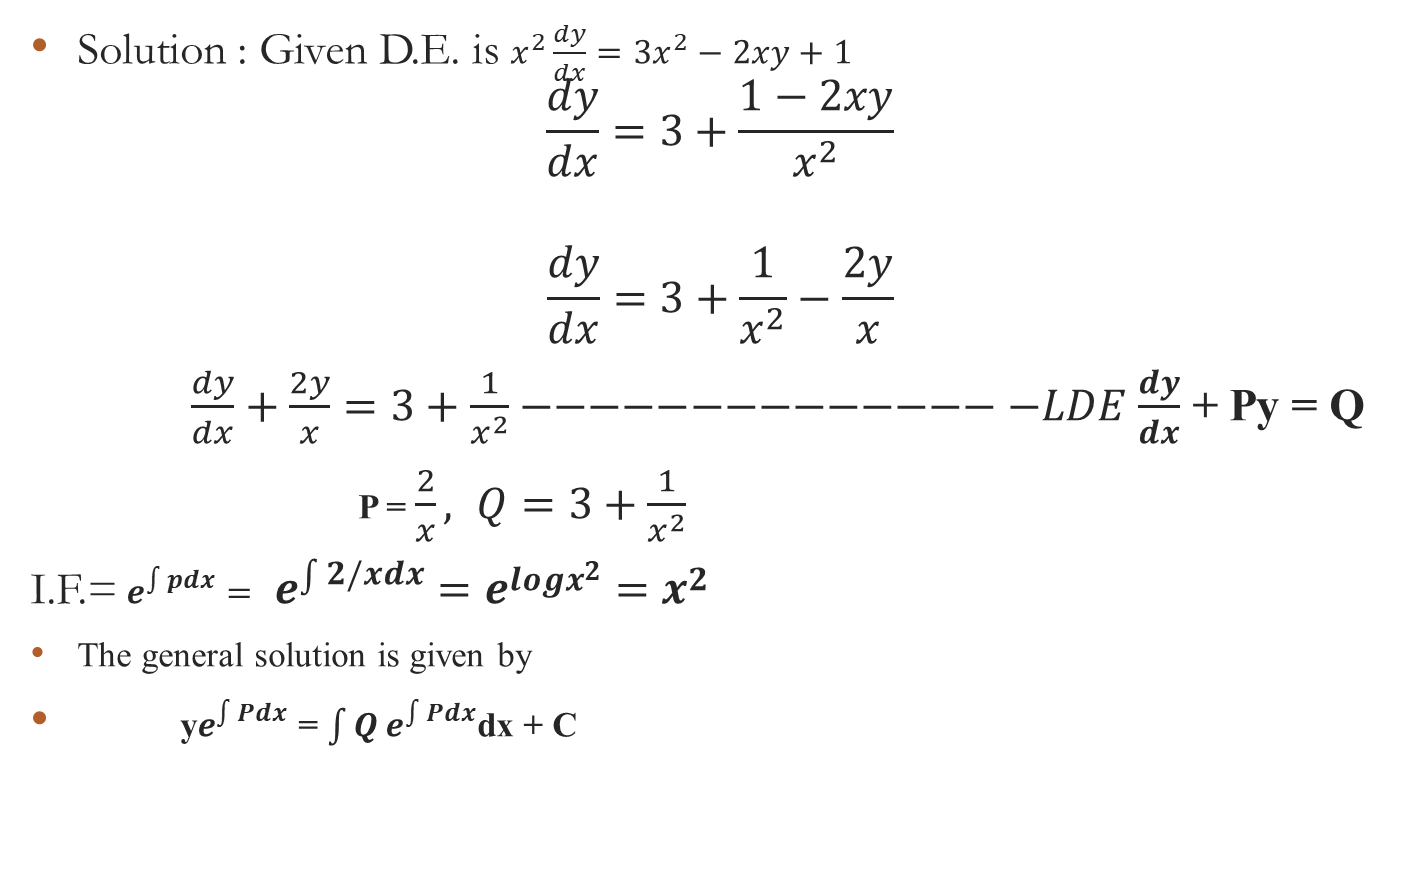 • Solution : Given D.E. is x² dy/dx = 3x² − 2xy + 1
dy/dx = 3 + (1 − 2xy)/x²
dy/dx = 3 + 1/x² − 2y/x
dy/dx + 2y/x = 3 + 1/x² −−−−−−−−−−−−−− −LDE dy/dx + Py = Q
P = 2/x, Q = 3 + 1/x²
I.F.= e^{∫ pdx} = e^{∫ 2/xdx} = e^{logx²} = x²
• The general solution is given by
• ye^{∫ Pdx} = ∫ Q e^{∫ Pdx}dx + C